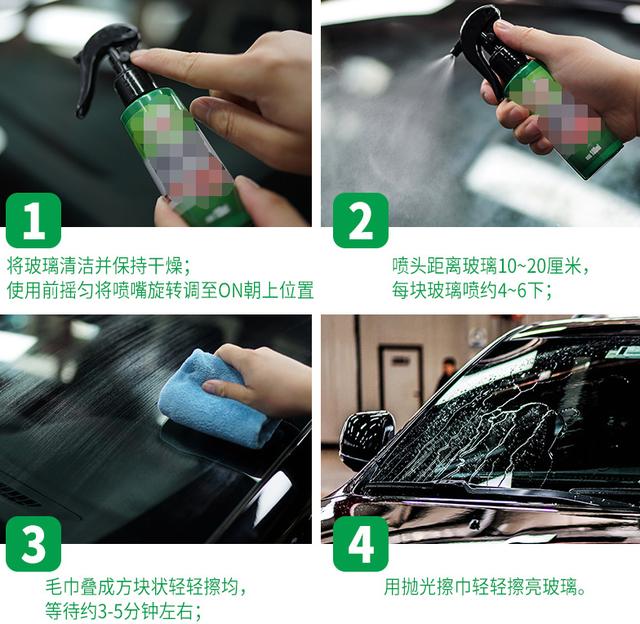 1
将玻璃清洁并保持干燥；
使用前摇匀将喷嘴旋转调至ON朝上位置
2
喷头距离玻璃10~20厘米，
每块玻璃喷约4~6下；
3
毛巾叠成方块状轻轻擦均，
等待约3-5分钟左右；
4
用抛光擦巾轻轻擦亮玻璃。